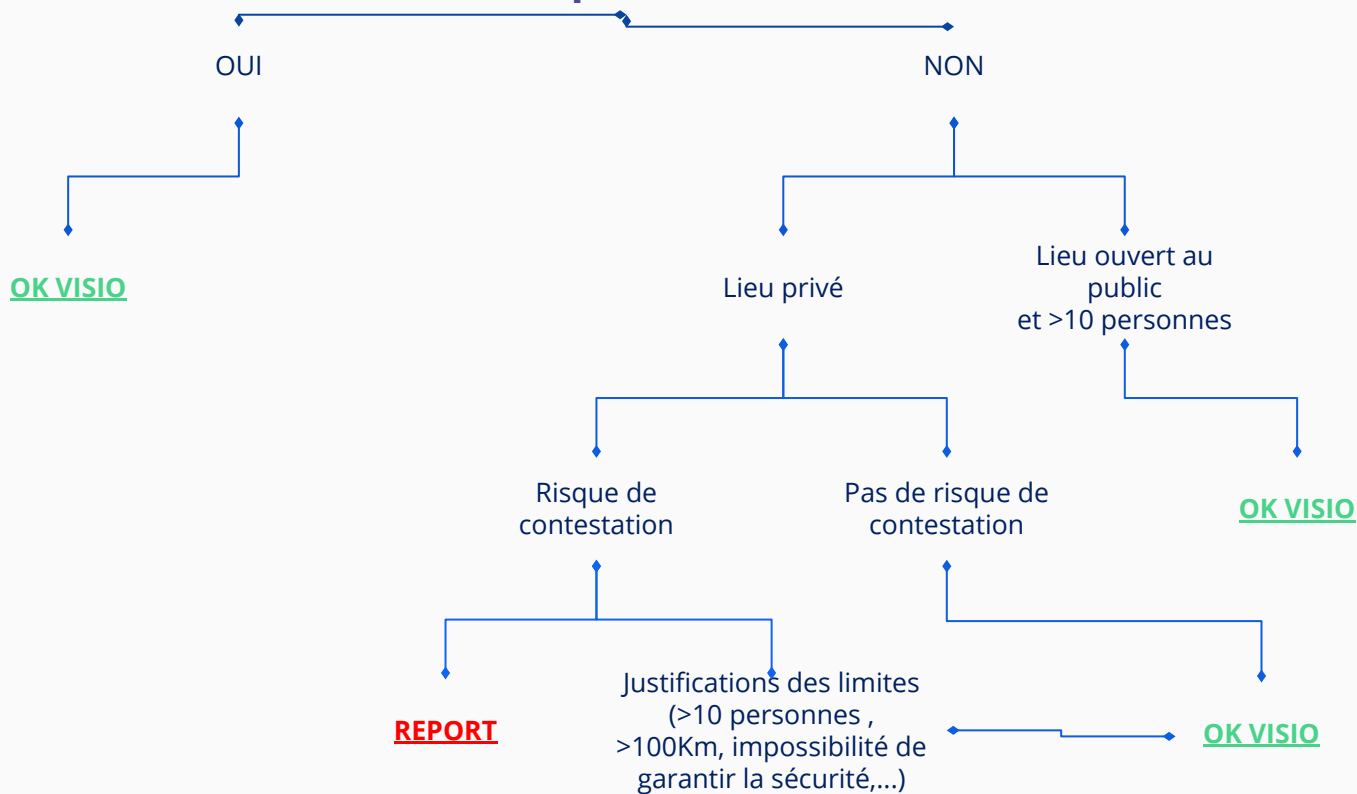 OUI
NON
OK VISIO
Lieu privé
Lieu ouvert au
public
et >10 personnes
Risque de
contestation
Pas de risque de
contestation
OK VISIO
REPORT
Justifications des limites
(>10 personnes ,
>100Km, impossibilité de
garantir la sécurité,...)
OK VISIO